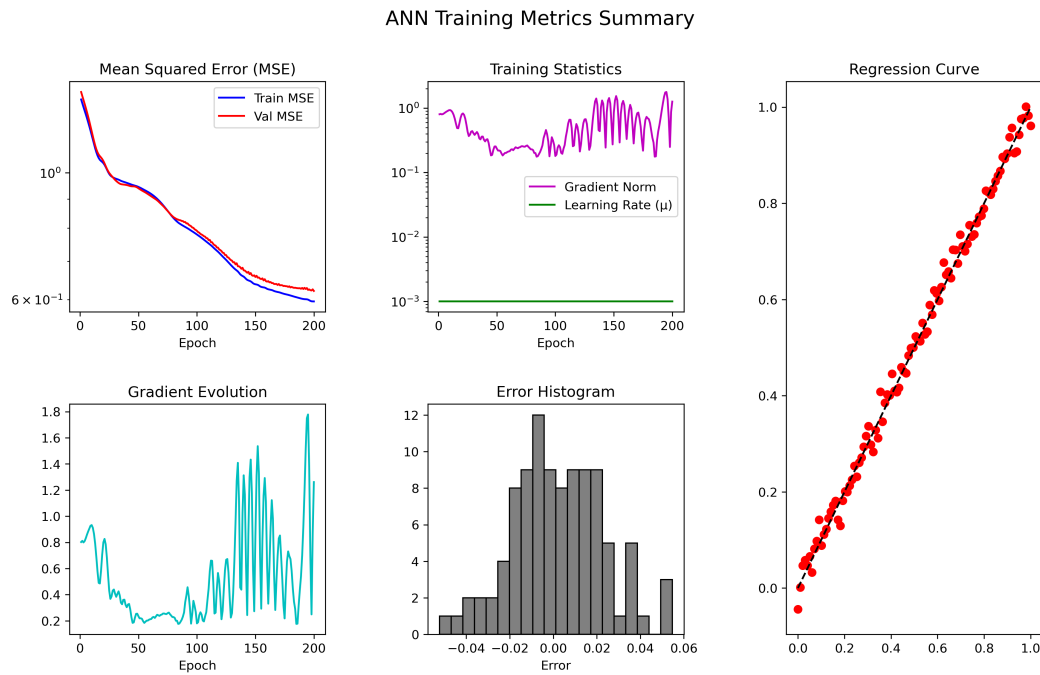 ANN Training Metrics Summary
Mean Squared Error (MSE)
Train MSE
Val MSE
10⁰
6 × 10⁻¹
0 50 100 150 200
Epoch
Training Statistics
10⁰
10⁻¹
10⁻²
10⁻³
Gradient Norm
Learning Rate (μ)
0 50 100 150 200
Epoch
Regression Curve
1.0
0.8
0.6
0.4
0.2
0.0
0.0 0.2 0.4 0.6 0.8 1.0
Gradient Evolution
1.8
1.6
1.4
1.2
1.0
0.8
0.6
0.4
0.2
0 50 100 150 200
Epoch
Error Histogram
12
10
8
6
4
2
0
−0.04 −0.02 0.00 0.02 0.04 0.06
Error